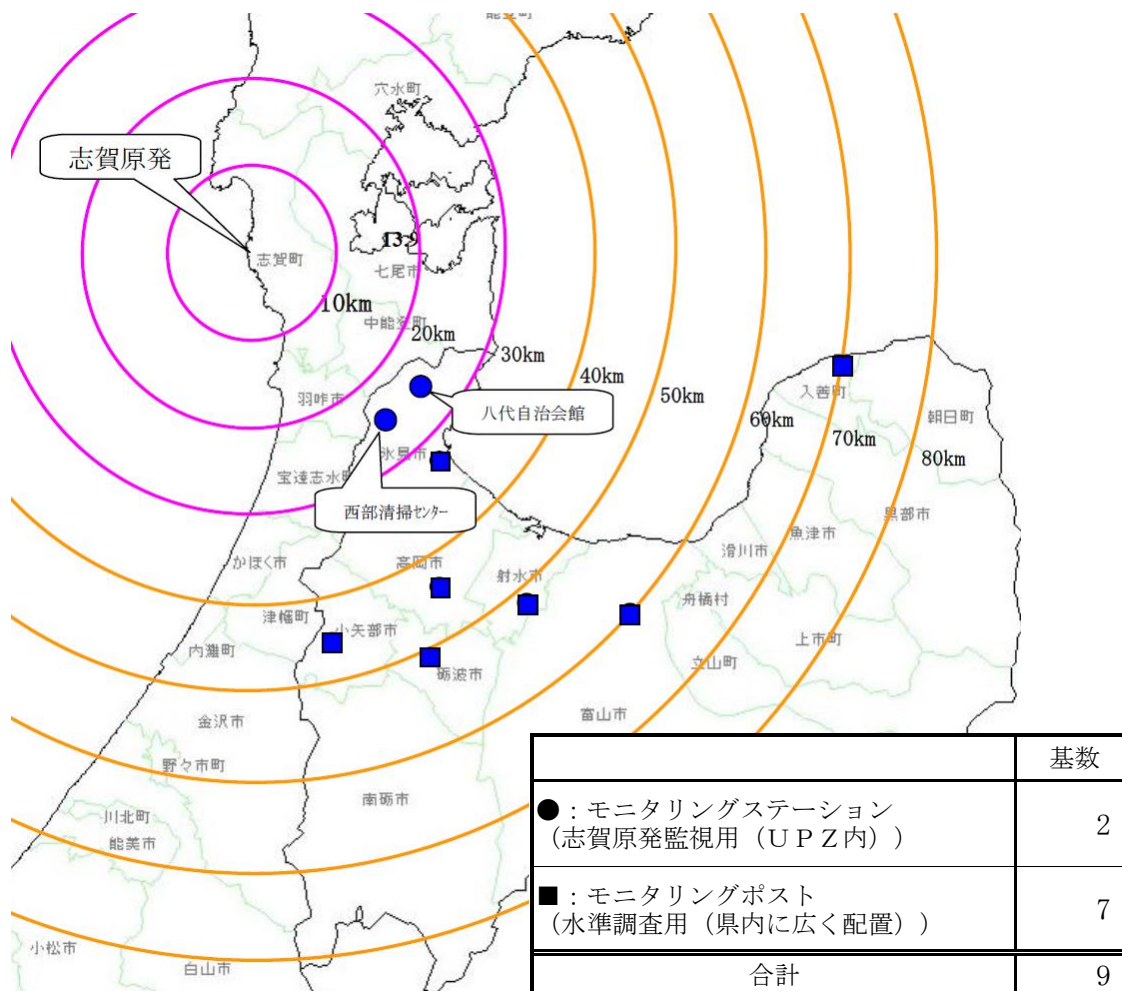 能登町
穴水町
志賀原発
志賀町
13.9
七尾市
10km
中能登町
20km
30km
40km
50km
60km
70km
80km
羽咋市
八代自治会館
入善町
朝日町
氷見市
宝達志水町
西部清掃センター
黒部市
魚津市
滑川市
かほく市
高岡市
射水市
舟橋村
津幡町
小矢部市
上市町
内灘町
砺波市
立山町
金沢市
富山市
野々市町
南砺市
川北町
能美市
小松市
白山市
基数
●：モニタリングステーション
（志賀原発監視用（ＵＰＺ内））
2
■：モニタリングポスト
（水準調査用（県内に広く配置））
7
合計
9